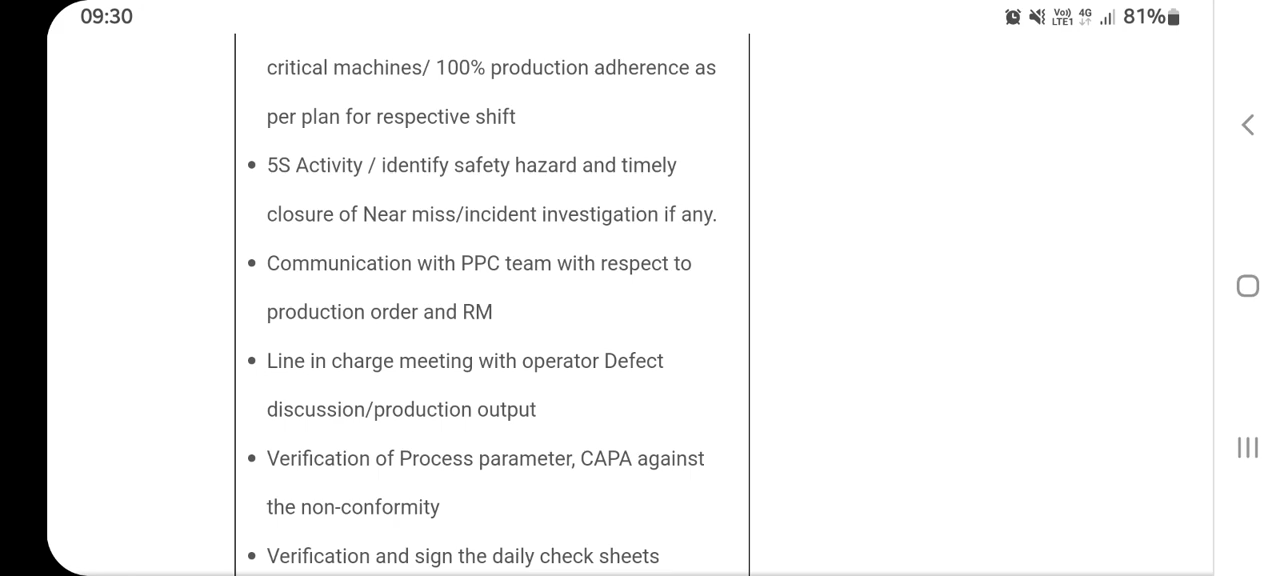 09:30
Vo)) 4G
LTE1
81%
critical machines/ 100% production adherence as
per plan for respective shift
• 5S Activity / identify safety hazard and timely
closure of Near miss/incident investigation if any.
• Communication with PPC team with respect to
production order and RM
• Line in charge meeting with operator Defect
discussion/production output
• Verification of Process parameter, CAPA against
the non-conformity
• Verification and sign the daily check sheets